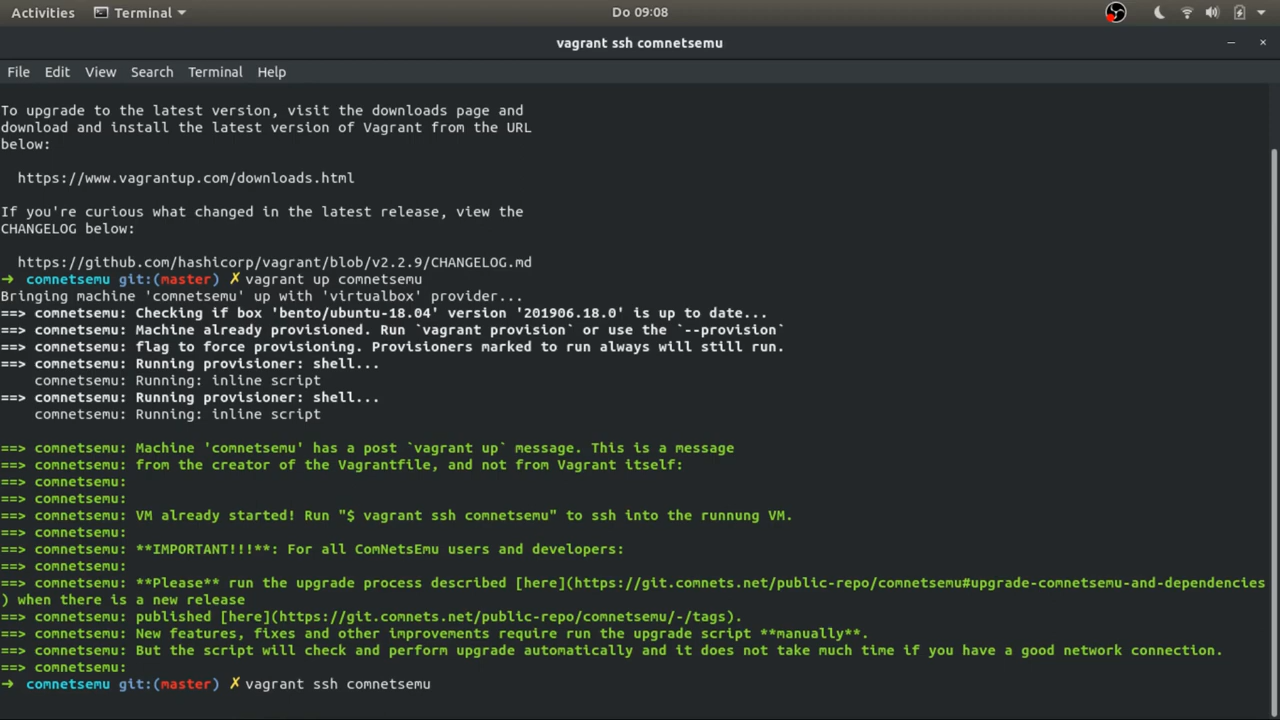 Activities Terminal Do 09:08
vagrant ssh comnetsemu
File Edit View Search Terminal Help
To upgrade to the latest version, visit the downloads page and
download and install the latest version of Vagrant from the URL
below:
https://www.vagrantup.com/downloads.html
If you're curious what changed in the latest release, view the
CHANGELOG below:
https://github.com/hashicorp/vagrant/blob/v2.2.9/CHANGELOG.md
➜ comnetsemu git:(master) ✗ vagrant up comnetsemu
Bringing machine 'comnetsemu' up with 'virtualbox' provider...
==> comnetsemu: Checking if box 'bento/ubuntu-18.04' version '201906.18.0' is up to date...
==> comnetsemu: Machine already provisioned. Run `vagrant provision` or use the `--provision`
==> comnetsemu: flag to force provisioning. Provisioners marked to run always will still run.
==> comnetsemu: Running provisioner: shell...
comnetsemu: Running: inline script
==> comnetsemu: Running provisioner: shell...
comnetsemu: Running: inline script
==> comnetsemu: Machine 'comnetsemu' has a post `vagrant up` message. This is a message
==> comnetsemu: from the creator of the Vagrantfile, and not from Vagrant itself:
==> comnetsemu:
==> comnetsemu:
==> comnetsemu: VM already started! Run "$ vagrant ssh comnetsemu" to ssh into the runnung VM.
==> comnetsemu:
==> comnetsemu: **IMPORTANT!!!**: For all ComNetsEmu users and developers:
==> comnetsemu:
==> comnetsemu: **Please** run the upgrade process described [here](https://git.comnets.net/public-repo/comnetsemu#upgrade-comnetsemu-and-dependencies
) when there is a new release
==> comnetsemu: published [here](https://git.comnets.net/public-repo/comnetsemu/-/tags).
==> comnetsemu: New features, fixes and other improvements require run the upgrade script **manually**.
==> comnetsemu: But the script will check and perform upgrade automatically and it does not take much time if you have a good network connection.
==> comnetsemu:
➜ comnetsemu git:(master) ✗ vagrant ssh comnetsemu